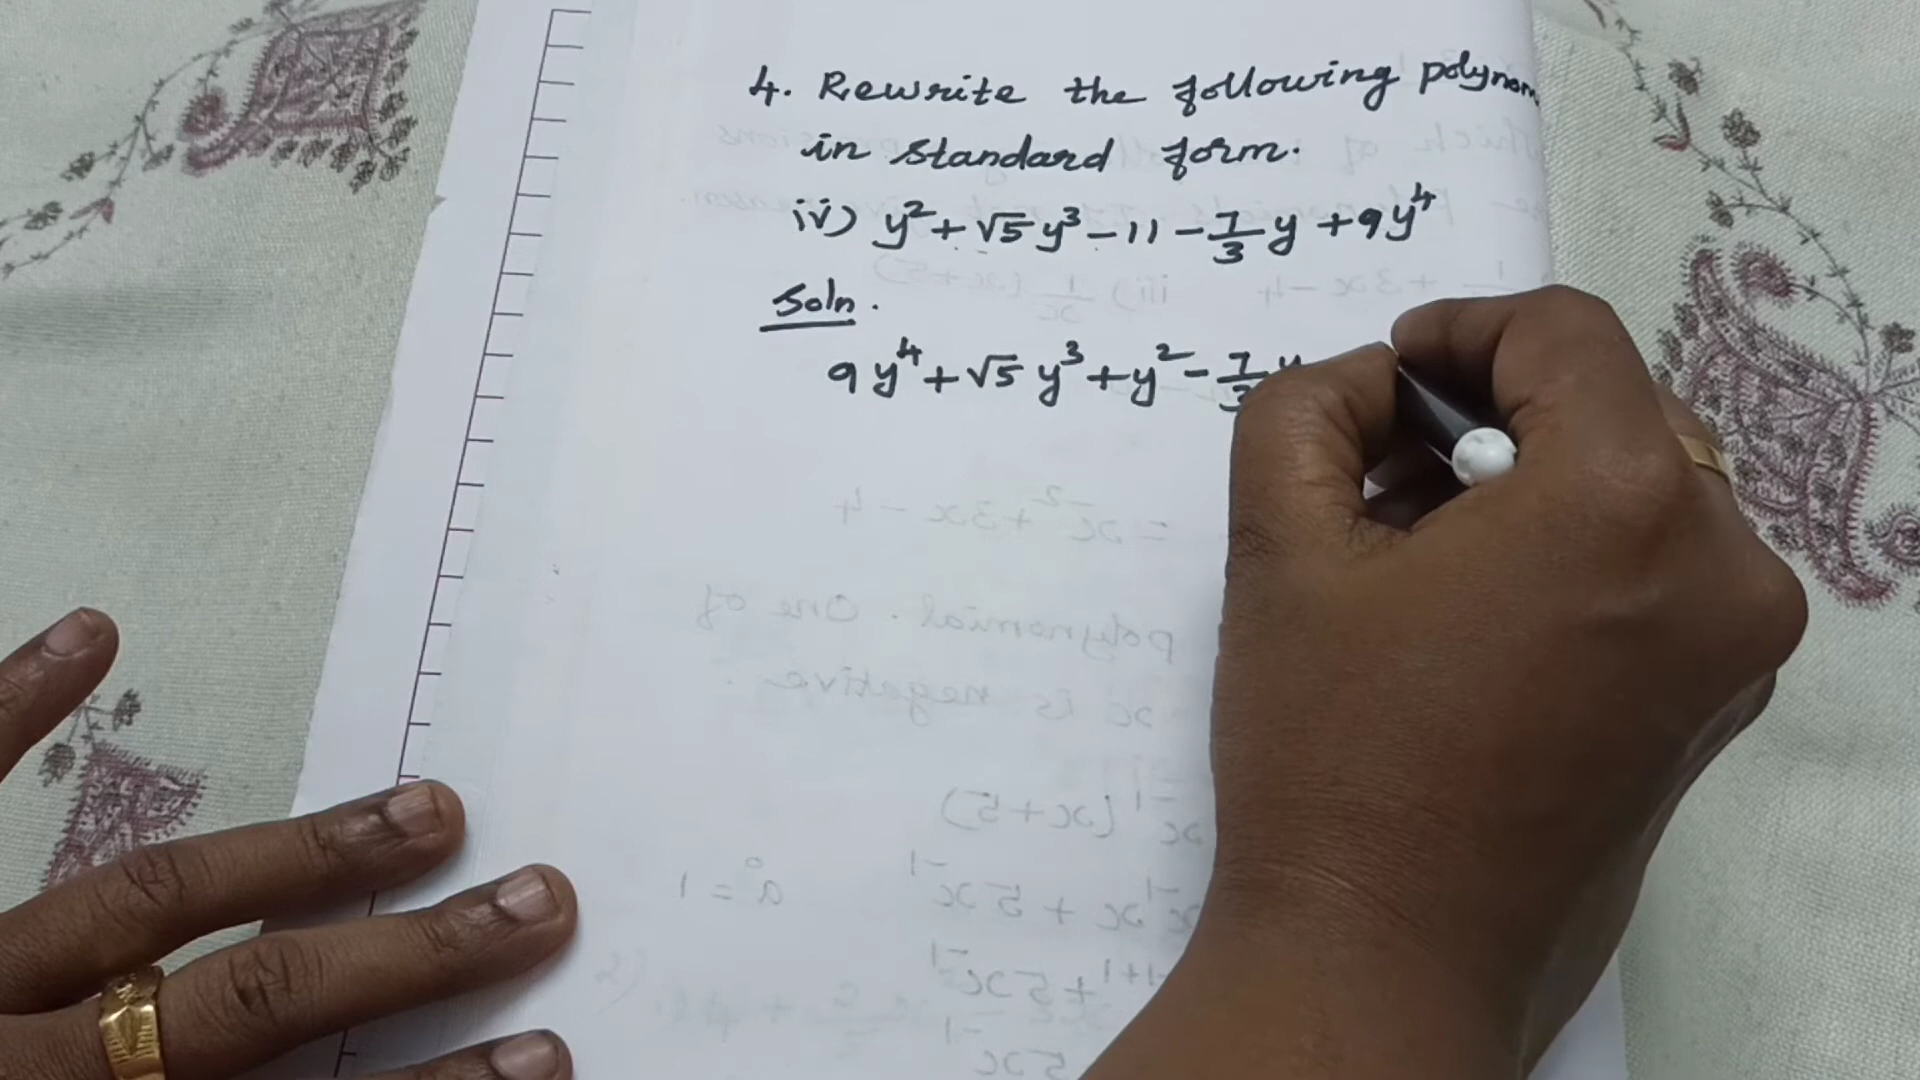 4. Rewrite the following polynom
in standard form.
iv) y² + √5 y³ - 11 - 7/3 y + 9y⁴
Soln.
9y⁴ + √5 y³ + y² - 7/3 y